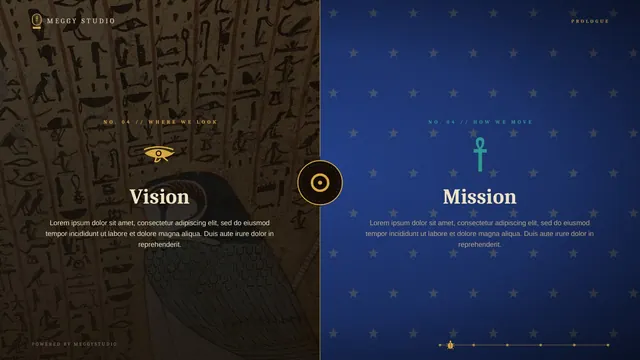 MEGGY STUDIO
PROLOGUE
NO. 04 // WHERE WE LOOK
Vision
Lorem ipsum dolor sit amet, consectetur adipiscing elit, sed do eiusmod
tempor incididunt ut labore et dolore magna aliqua. Duis aute irure dolor in
reprehenderit.
NO. 04 // HOW WE MOVE
Mission
Lorem ipsum dolor sit amet, consectetur adipiscing elit, sed do eiusmod
tempor incididunt ut labore et dolore magna aliqua. Duis aute irure dolor in
reprehenderit.
POWERED BY MEGGYSTUDIO